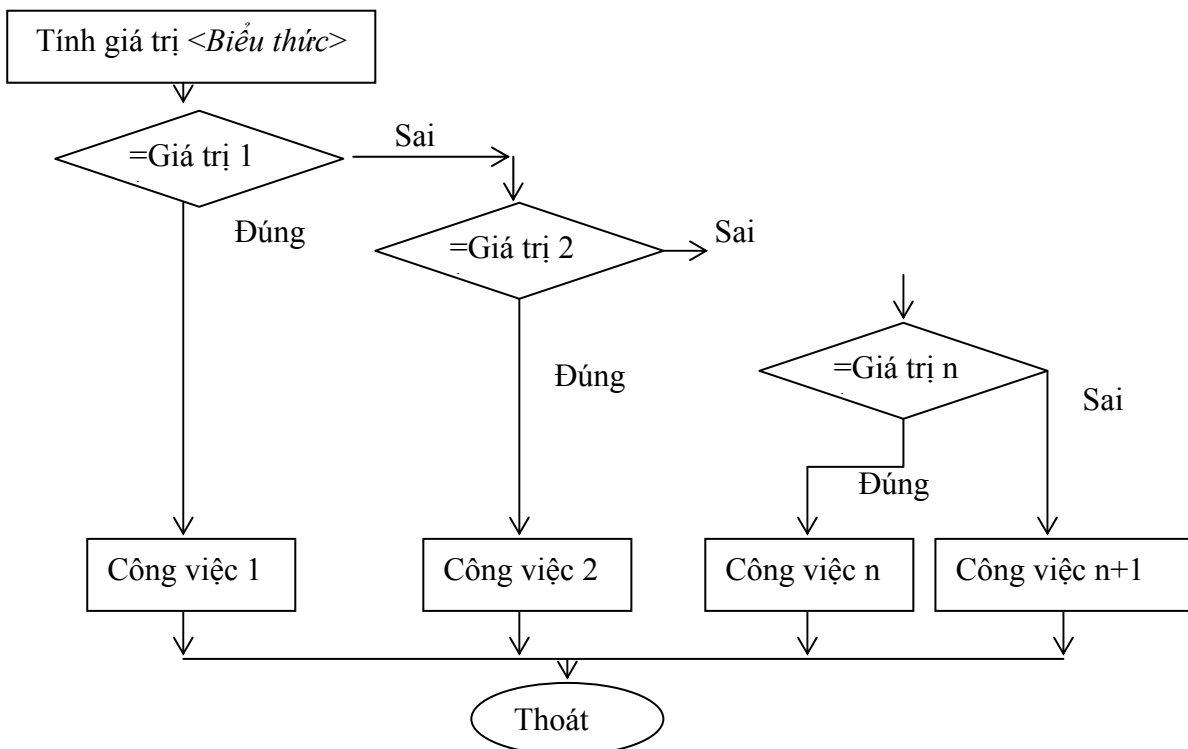 Tính giá trị <Biểu thức>
Sai
=Giá trị 1
Đúng
Sai
=Giá trị 2
=Giá trị n
Đúng
Sai
Đúng
Công việc 1
Công việc 2
Công việc n
Công việc n+1
Thoát